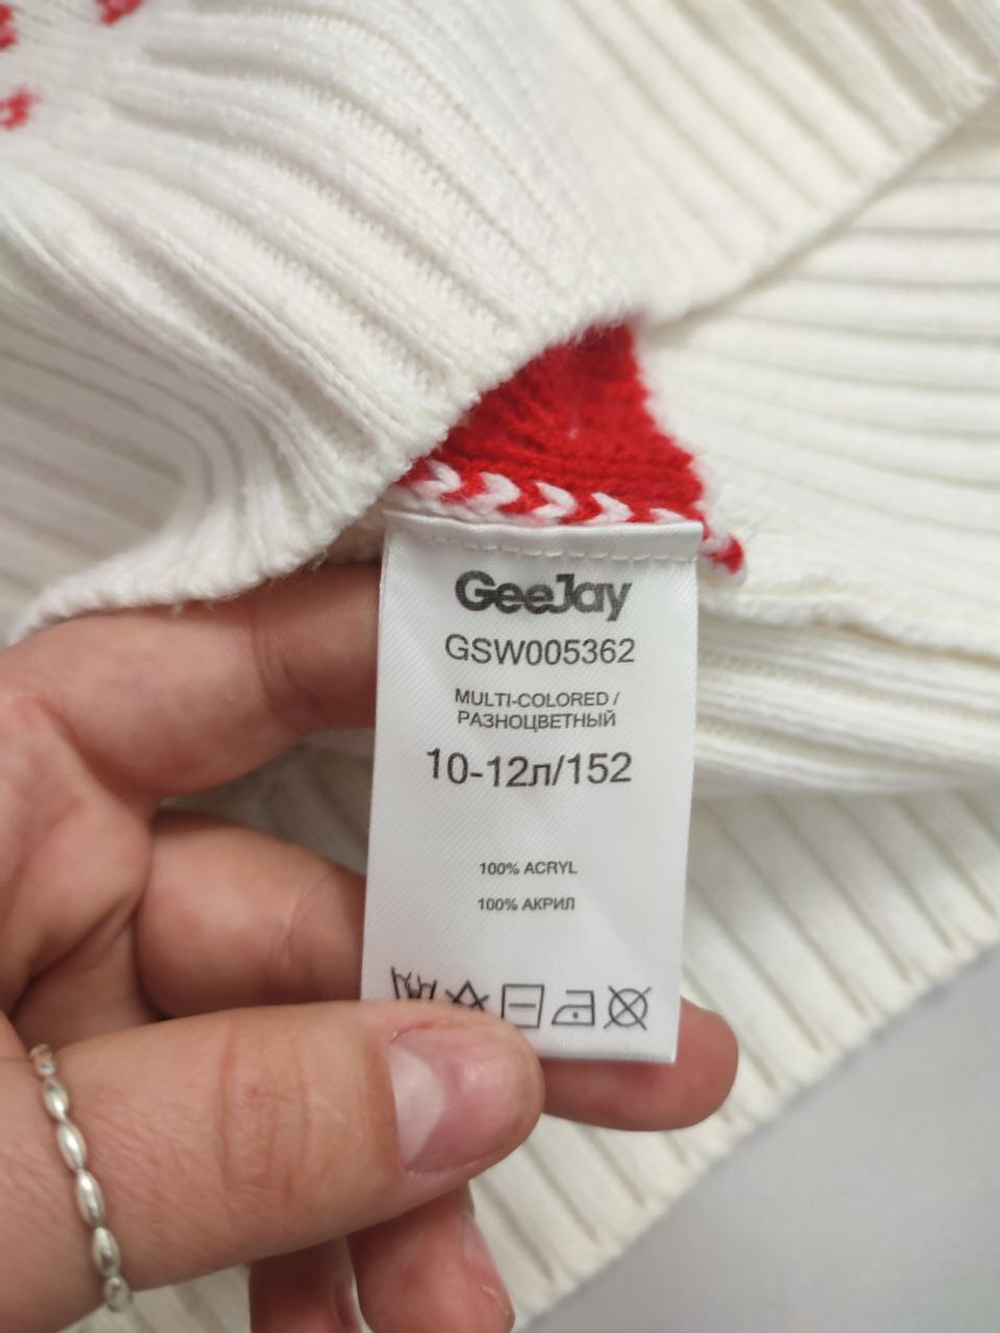 GeeJay
GSW005362
MULTI-COLORED /
РАЗНОЦВЕТНЫЙ
10-12л/152
100% ACRYL
100% АКРИЛ